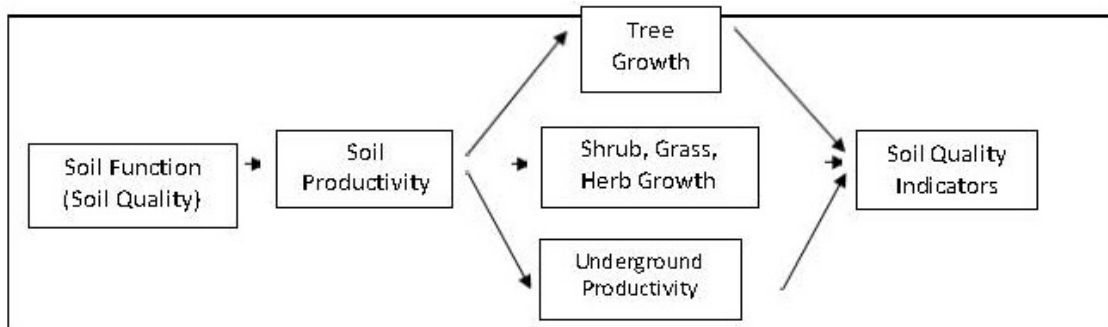 Tree
Growth
Soil Function
(Soil Quality}
Soil
Productivity
Shrub, Grass,
Herb Growth
Soil Quality
Indicators
Underground
Productivity